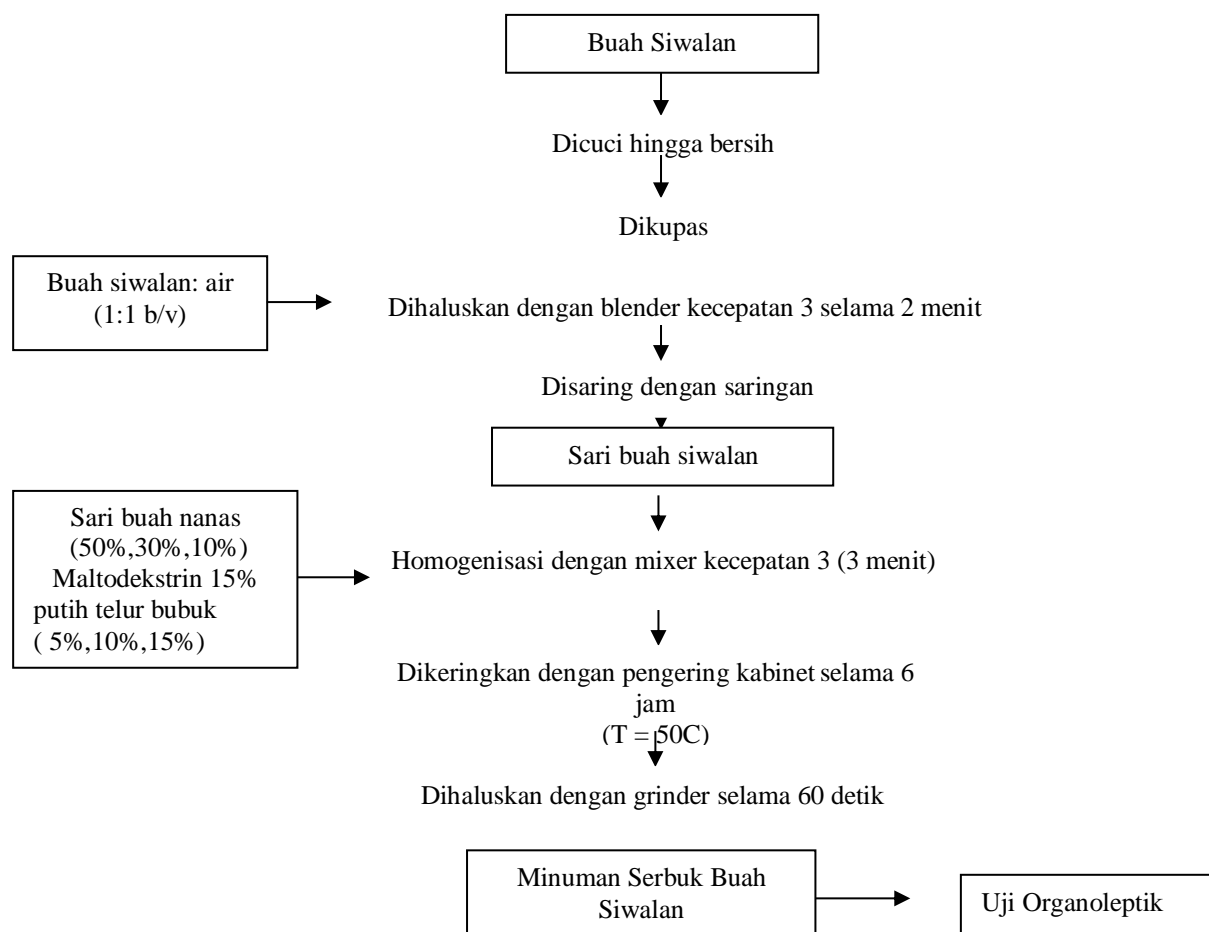 Buah Siwalan
Dicuci hingga bersih
Dikupas
Buah siwalan: air
(1:1 b/v)
Dihaluskan dengan blender kecepatan 3 selama 2 menit
Disaring dengan saringan
Sari buah siwalan
Sari buah nanas
(50%,30%,10%)
Maltodekstrin 15%
putih telur bubuk
( 5%,10%,15%)
Homogenisasi dengan mixer kecepatan 3 (3 menit)
Dikeringkan dengan pengering kabinet selama 6
jam
(T = 50C)
Dihaluskan dengan grinder selama 60 detik
Minuman Serbuk Buah
Siwalan
Uji Organoleptik